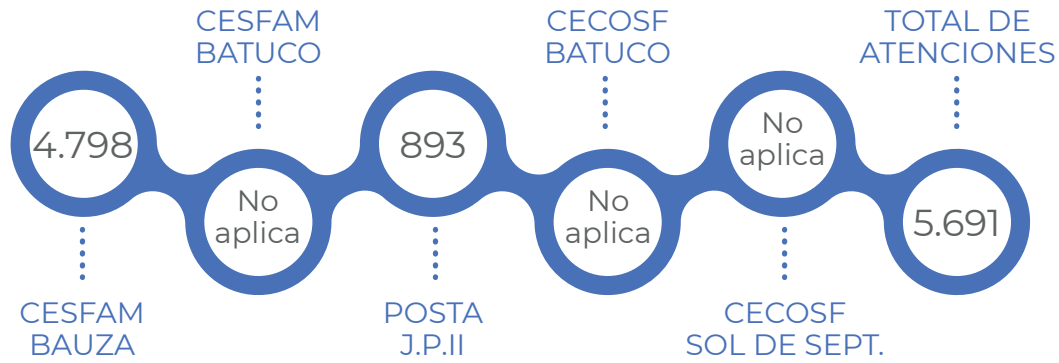 CESFAM
BATUCO
CECOSF
BATUCO
TOTAL DE
ATENCIONES
4.798
No
aplica
893
No
aplica
No
aplica
5.691
CESFAM
BAUZA
POSTA
J.P.II
CECOSF
SOL DE SEPT.